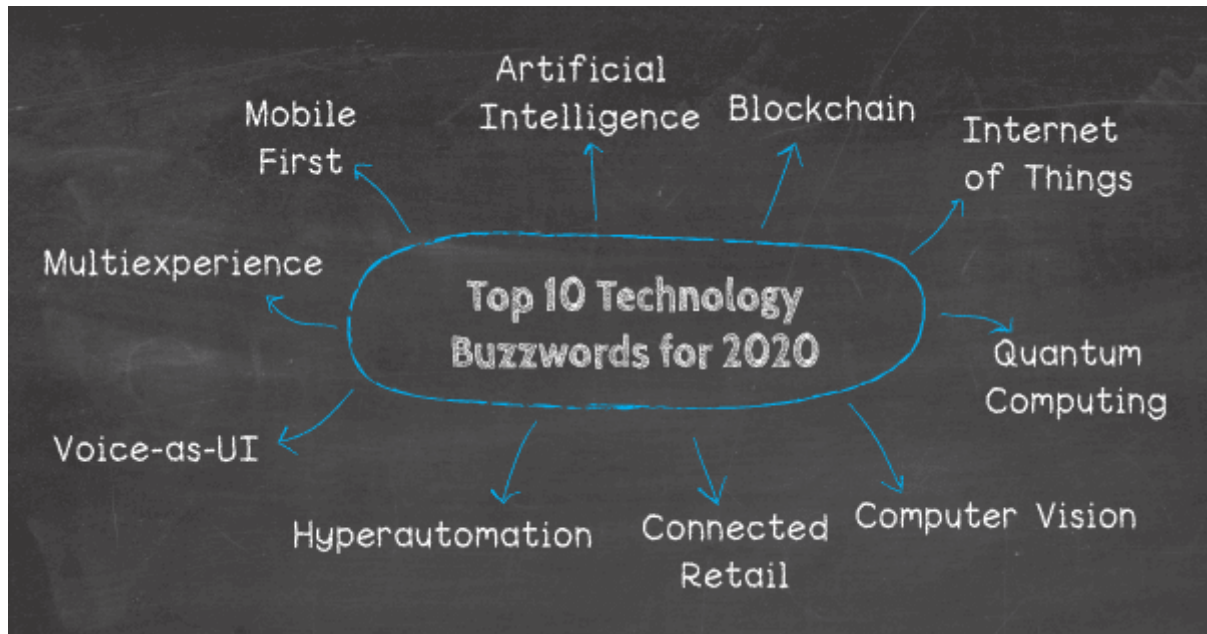 Top 10 Technology
Buzzwords for 2020
Mobile
First
Artificial
Intelligence
Blockchain
Internet
of Things
Quantum
Computing
Computer Vision
Connected
Retail
Hyperautomation
Voice-as-UI
Multiexperience